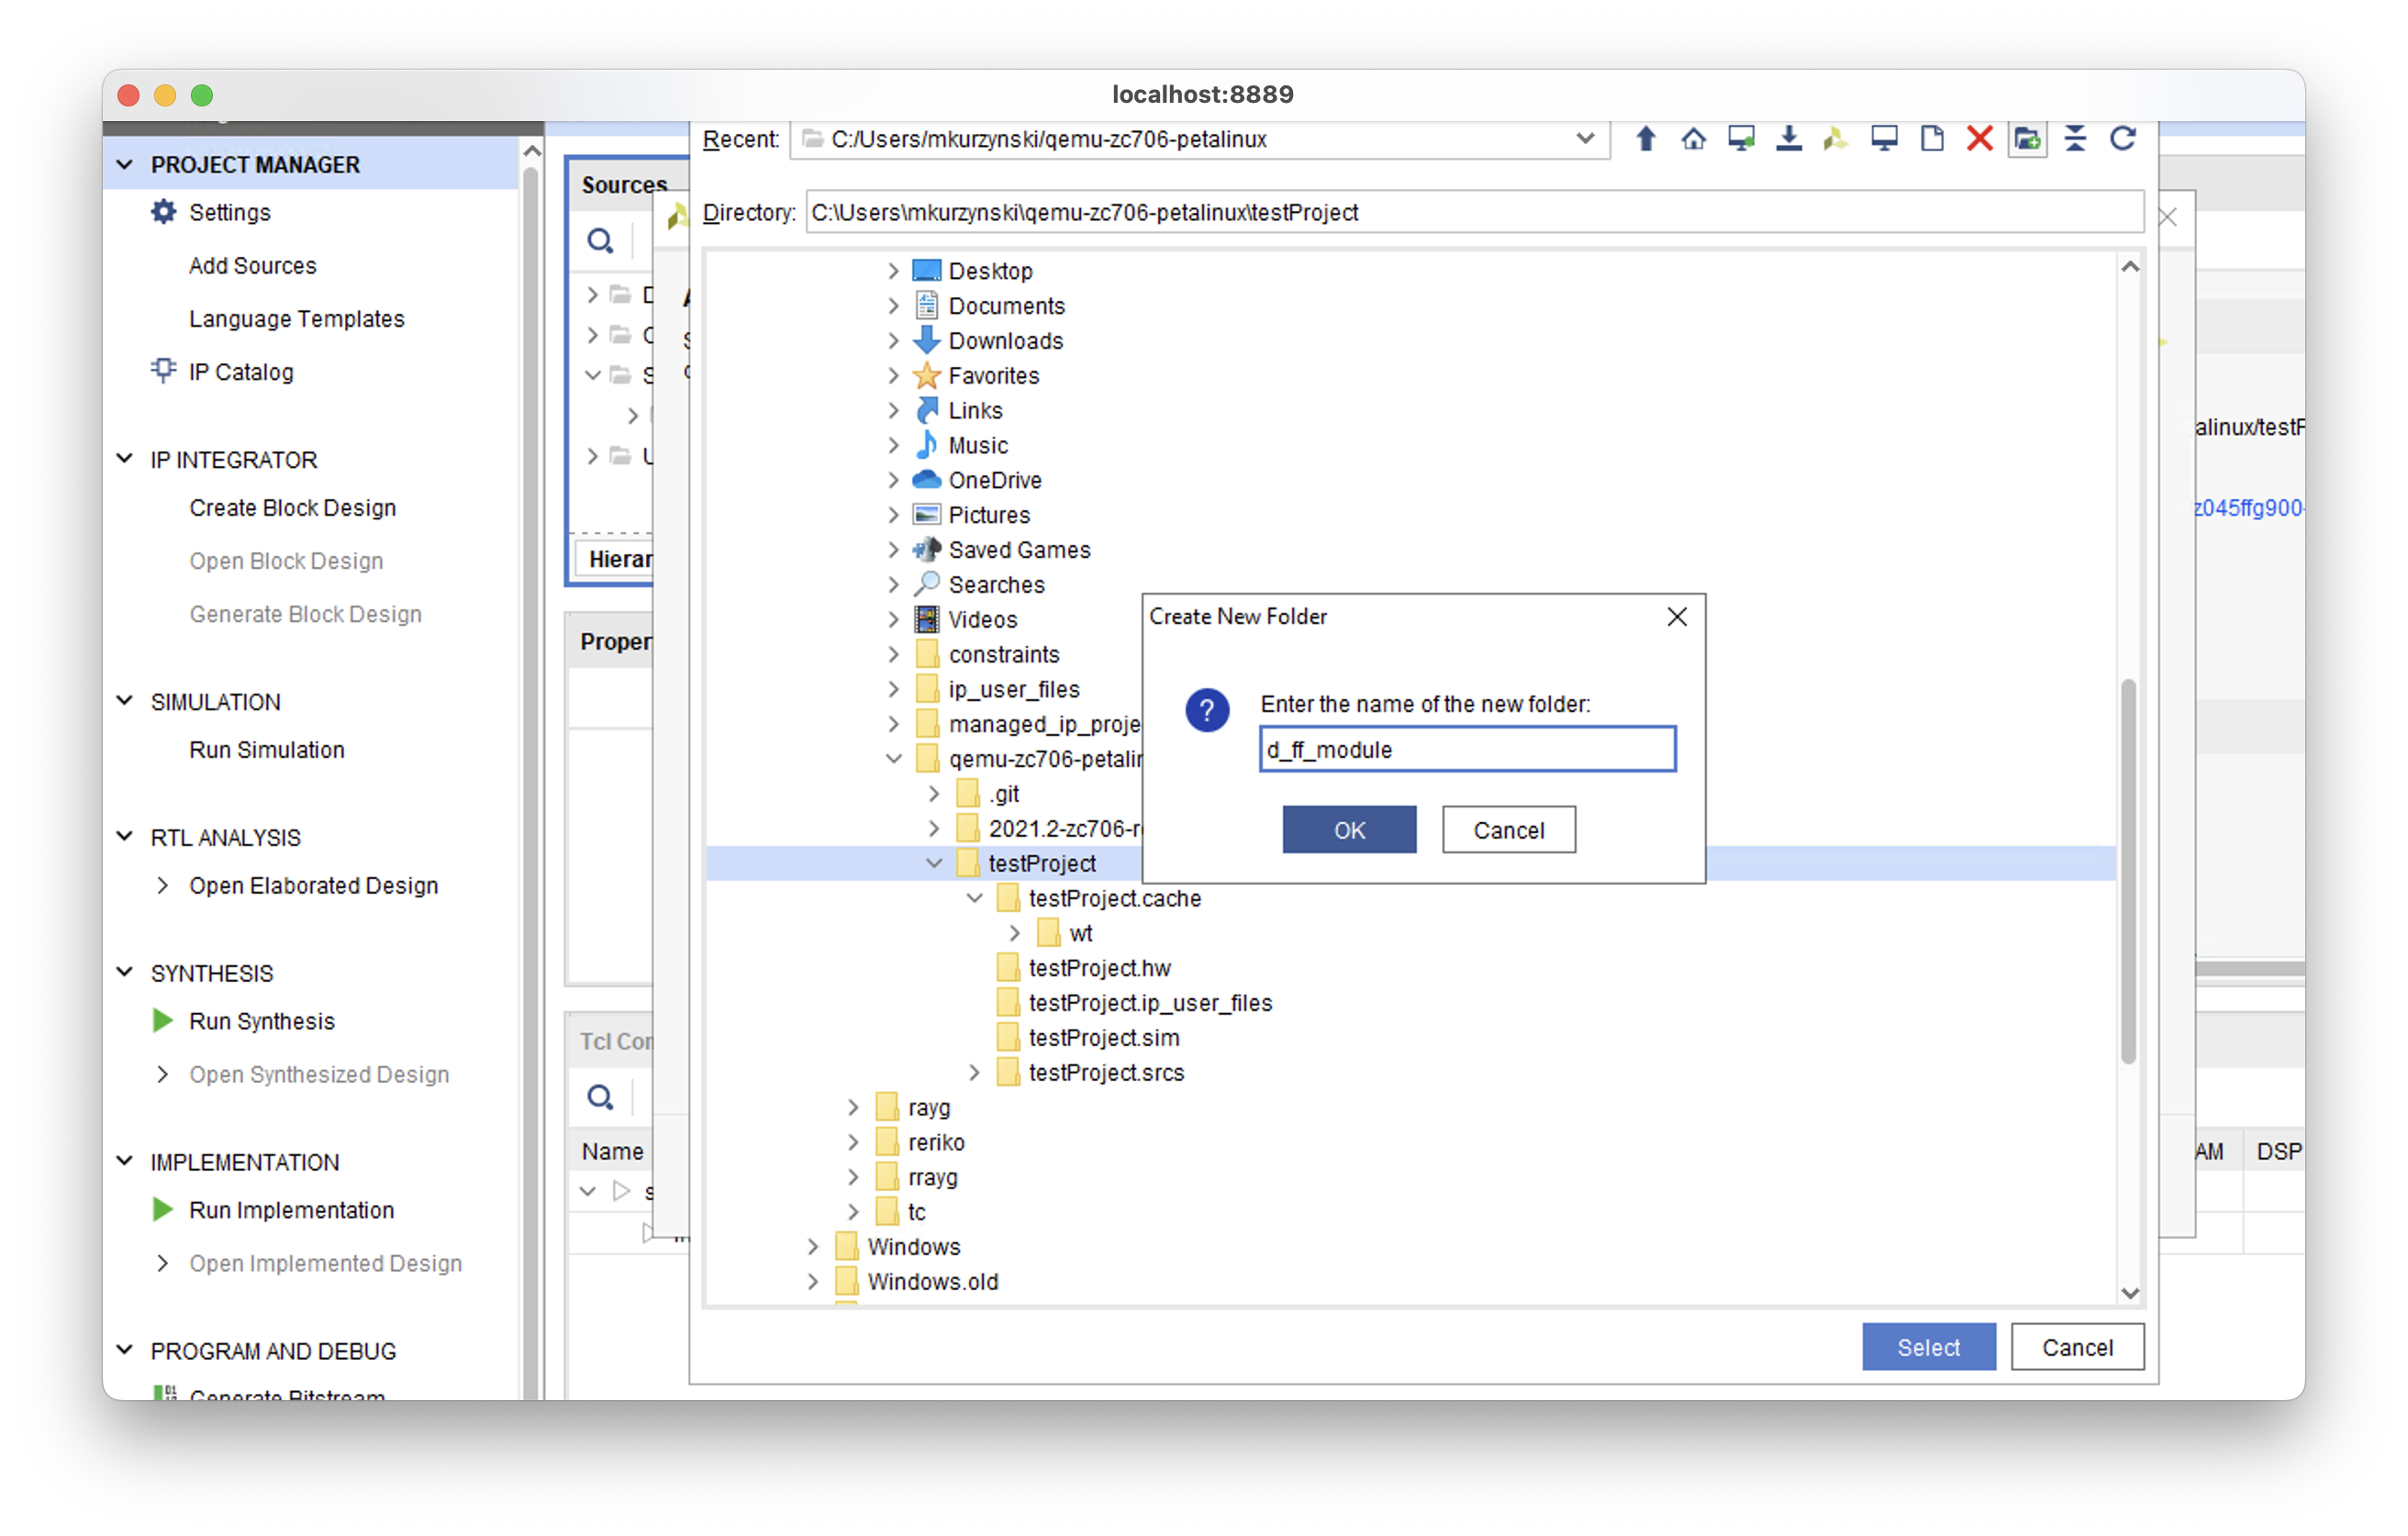 localhost:8889
PROJECT MANAGER
Settings
Add Sources
Language Templates
IP Catalog
IP INTEGRATOR
Create Block Design
Open Block Design
Generate Block Design
SIMULATION
Run Simulation
RTL ANALYSIS
Open Elaborated Design
SYNTHESIS
Run Synthesis
Open Synthesized Design
IMPLEMENTATION
Run Implementation
Open Implemented Design
PROGRAM AND DEBUG
Generate Bitstream
Sources
Hierar
Proper
Tcl Con
Name
Recent: C:/Users/mkurzynski/qemu-zc706-petalinux
Directory: C:\Users\mkurzynski\qemu-zc706-petalinux\testProject
Desktop
Documents
Downloads
Favorites
Links
Music
OneDrive
Pictures
Saved Games
Searches
Videos
constraints
ip_user_files
managed_ip_proje
qemu-zc706-petalin
.git
2021.2-zc706-r
testProject
testProject.cache
wt
testProject.hw
testProject.ip_user_files
testProject.sim
testProject.srcs
rayg
reriko
rrayg
tc
Windows
Windows.old
Select Cancel
Create New Folder
Enter the name of the new folder:
d_ff_module
OK Cancel
alinux/testP
z045ffg900-
AM DSP